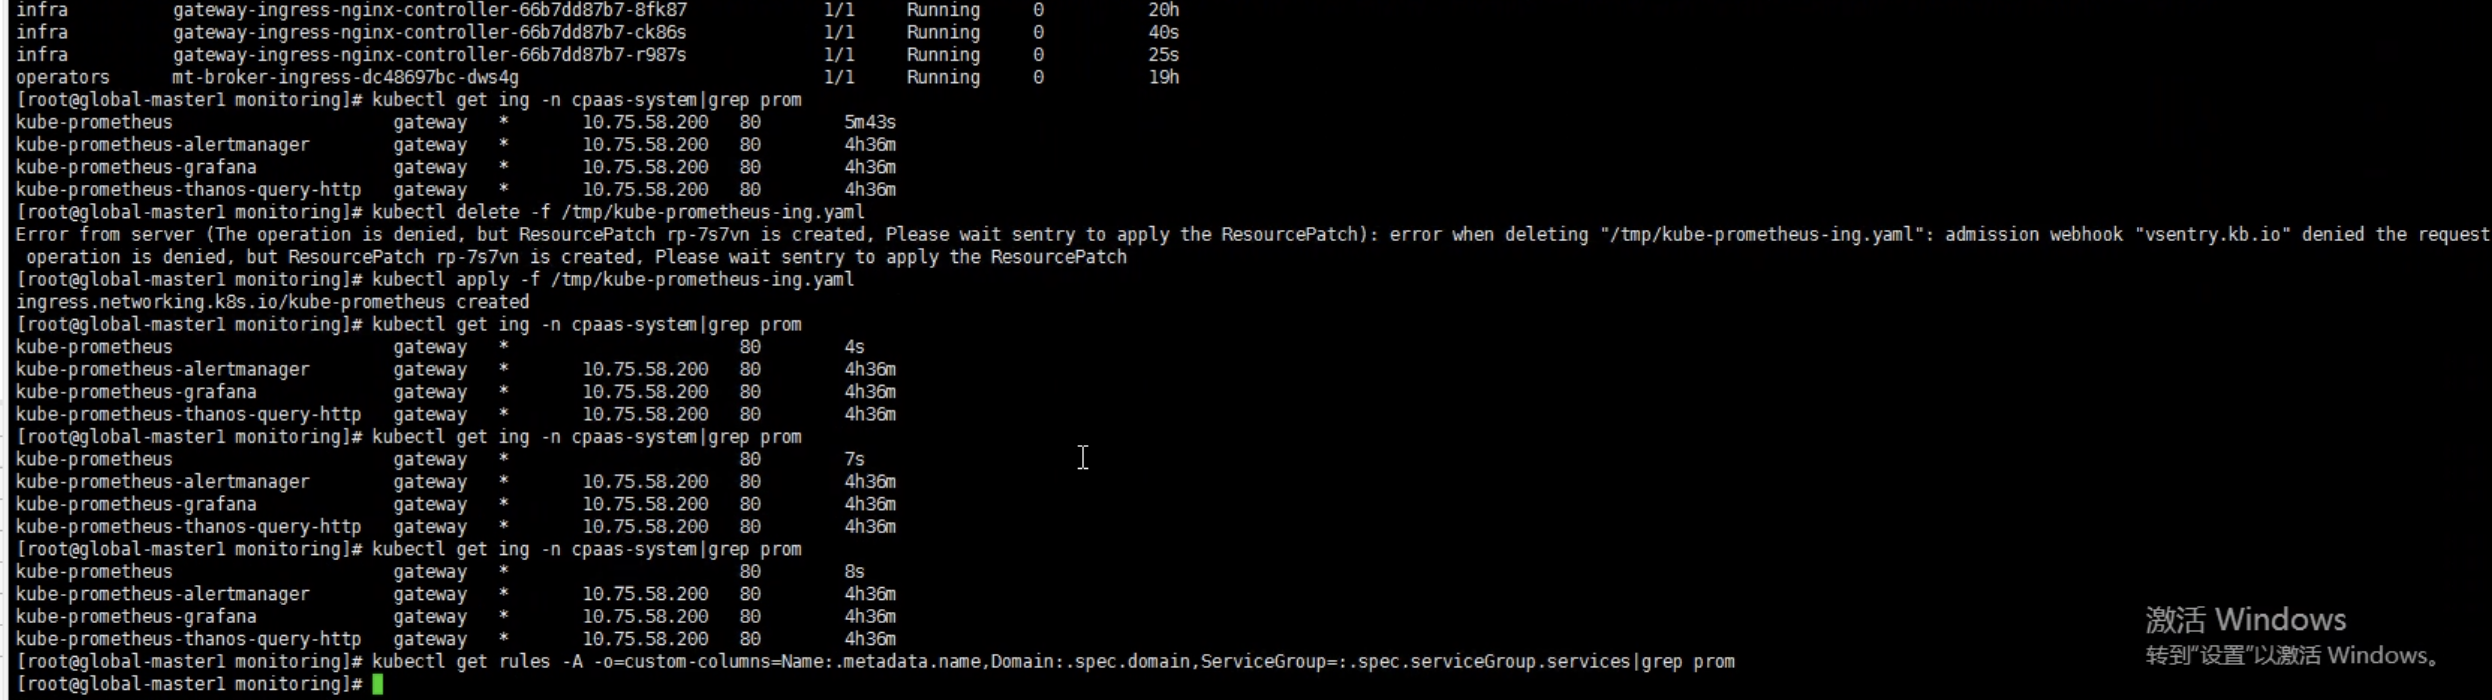 infra          gateway-ingress-nginx-controller-66b7dd87b7-8fk87             1/1     Running     0          20h
infra          gateway-ingress-nginx-controller-66b7dd87b7-ck86s             1/1     Running     0          40s
infra          gateway-ingress-nginx-controller-66b7dd87b7-r987s             1/1     Running     0          25s
operators      mt-broker-ingress-dc48697bc-dws4g                             1/1     Running     0          19h
[root@global-master1 monitoring]# kubectl get ing -n cpaas-system|grep prom
kube-prometheus                     gateway   *       10.75.58.200   80        5m43s
kube-prometheus-alertmanager        gateway   *       10.75.58.200   80        4h36m
kube-prometheus-grafana             gateway   *       10.75.58.200   80        4h36m
kube-prometheus-thanos-query-http   gateway   *       10.75.58.200   80        4h36m
[root@global-master1 monitoring]# kubectl delete -f /tmp/kube-prometheus-ing.yaml
Error from server (The operation is denied, but ResourcePatch rp-7s7vn is created, Please wait sentry to apply the ResourcePatch): error when deleting "/tmp/kube-prometheus-ing.yaml": admission webhook "vsentry.kb.io" denied the request
 operation is denied, but ResourcePatch rp-7s7vn is created, Please wait sentry to apply the ResourcePatch
[root@global-master1 monitoring]# kubectl apply -f /tmp/kube-prometheus-ing.yaml
ingress.networking.k8s.io/kube-prometheus created
[root@global-master1 monitoring]# kubectl get ing -n cpaas-system|grep prom
kube-prometheus                     gateway   *                      80        4s
kube-prometheus-alertmanager        gateway   *       10.75.58.200   80        4h36m
kube-prometheus-grafana             gateway   *       10.75.58.200   80        4h36m
kube-prometheus-thanos-query-http   gateway   *       10.75.58.200   80        4h36m
[root@global-master1 monitoring]# kubectl get ing -n cpaas-system|grep prom
kube-prometheus                     gateway   *                      80        7s
kube-prometheus-alertmanager        gateway   *       10.75.58.200   80        4h36m
kube-prometheus-grafana             gateway   *       10.75.58.200   80        4h36m
kube-prometheus-thanos-query-http   gateway   *       10.75.58.200   80        4h36m
[root@global-master1 monitoring]# kubectl get ing -n cpaas-system|grep prom
kube-prometheus                     gateway   *                      80        8s
kube-prometheus-alertmanager        gateway   *       10.75.58.200   80        4h36m
kube-prometheus-grafana             gateway   *       10.75.58.200   80        4h36m
kube-prometheus-thanos-query-http   gateway   *       10.75.58.200   80        4h36m
[root@global-master1 monitoring]# kubectl get rules -A -o=custom-columns=Name:.metadata.name,Domain:.spec.domain,ServiceGroup=:.spec.serviceGroup.services|grep prom
[root@global-master1 monitoring]#
激活 Windows
转到“设置”以激活 Windows。